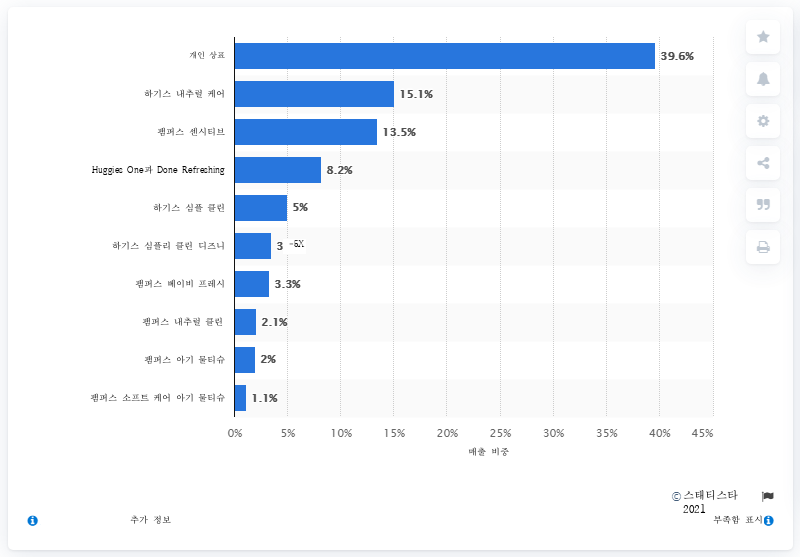 개인 상표
39.6%
하기스 내추럴 케어
15.1%
팸퍼스 센시티브
13.5%
Huggies One과 Done Refreshing
8.2%
하기스 심플 클린
5%
하기스 심플리 클린 디즈니
3
팸퍼스 베이비 프레시
3.3%
팸퍼스 내추럴 클린
2.1%
팸퍼스 아기 물티슈
2%
팸퍼스 소프트 케어 아기 물티슈
1.1%
0% 5% 10% 15% 20% 25% 30% 35% 40% 45%
매출 비중
© 스태티스타
2021
추가 정보
부족함 표시